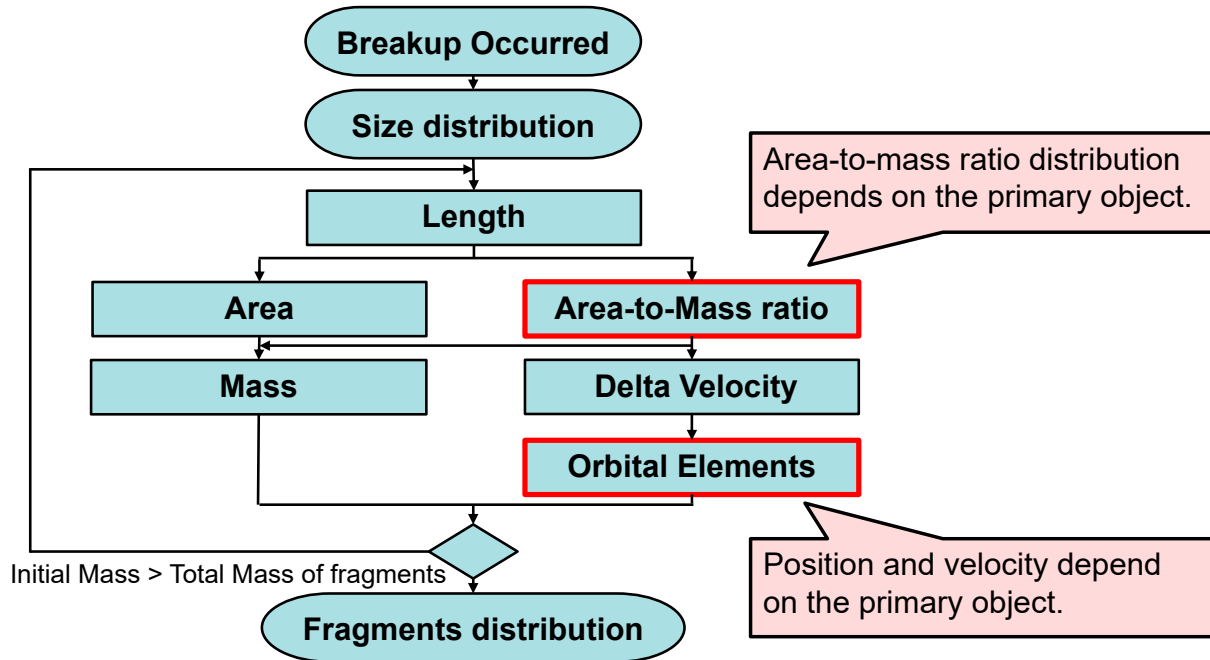 Breakup Occurred
Size distribution
Area-to-mass ratio distribution
depends on the primary object.
Length
Area
Area-to-Mass ratio
Mass
Delta Velocity
Orbital Elements
Initial Mass > Total Mass of fragments
Position and velocity depend
on the primary object.
Fragments distribution